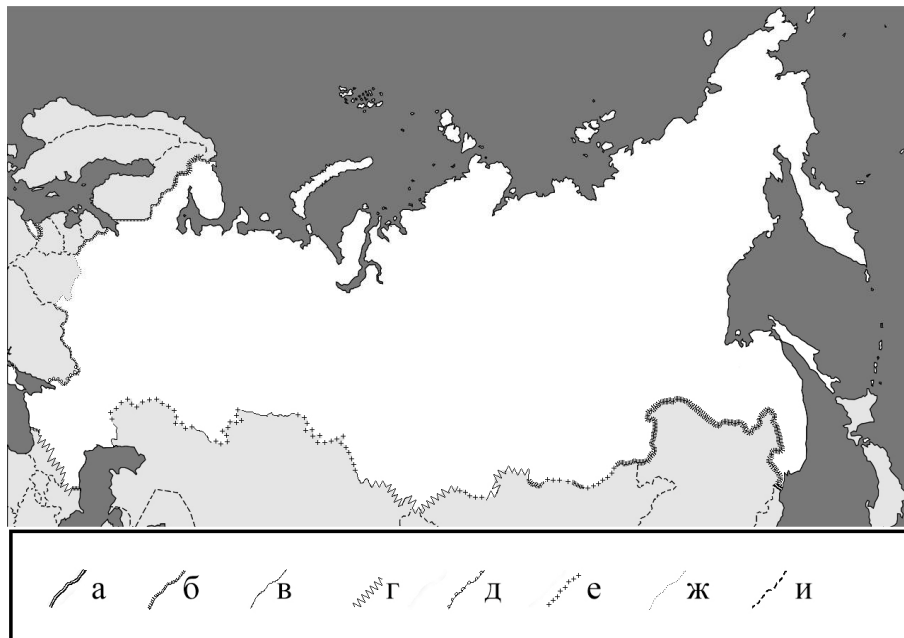 а б в г д е ж и